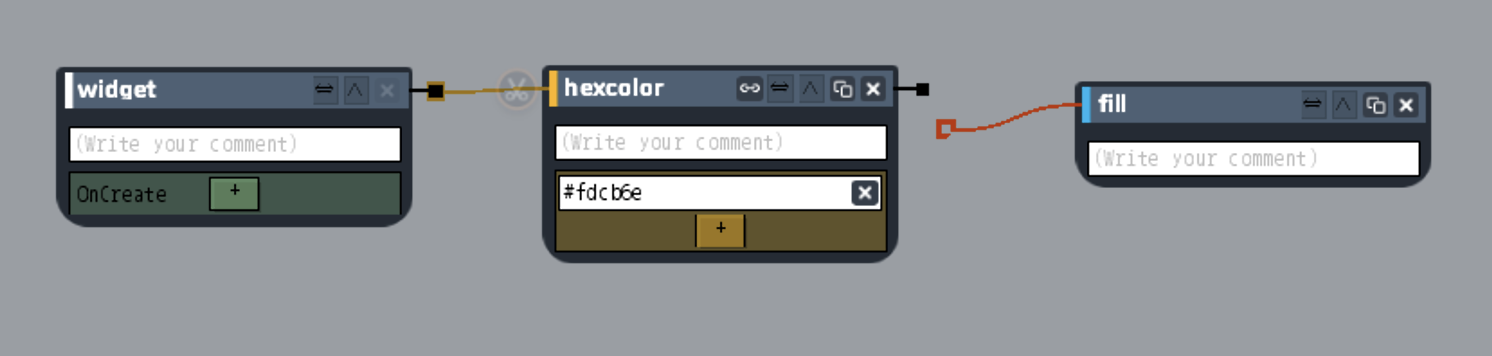 widget
(Write your comment)
OnCreate +
hexcolor
(Write your comment)
#fdcb6e
+
fill
(Write your comment)